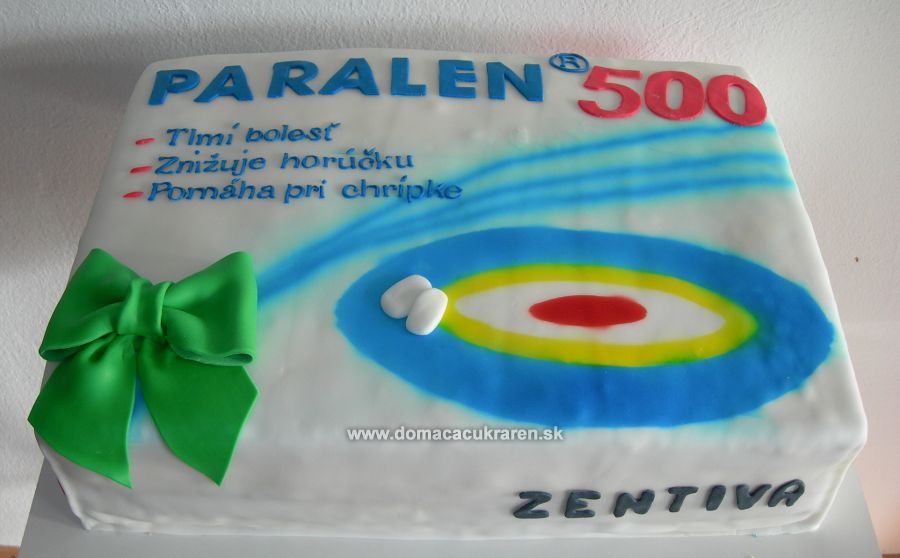 PARALEN® 500
- Tlmí bolesť
- Znižuje horúčku
- Pomáha pri chrípke
www.domacacukraren.sk
ZENTIVA